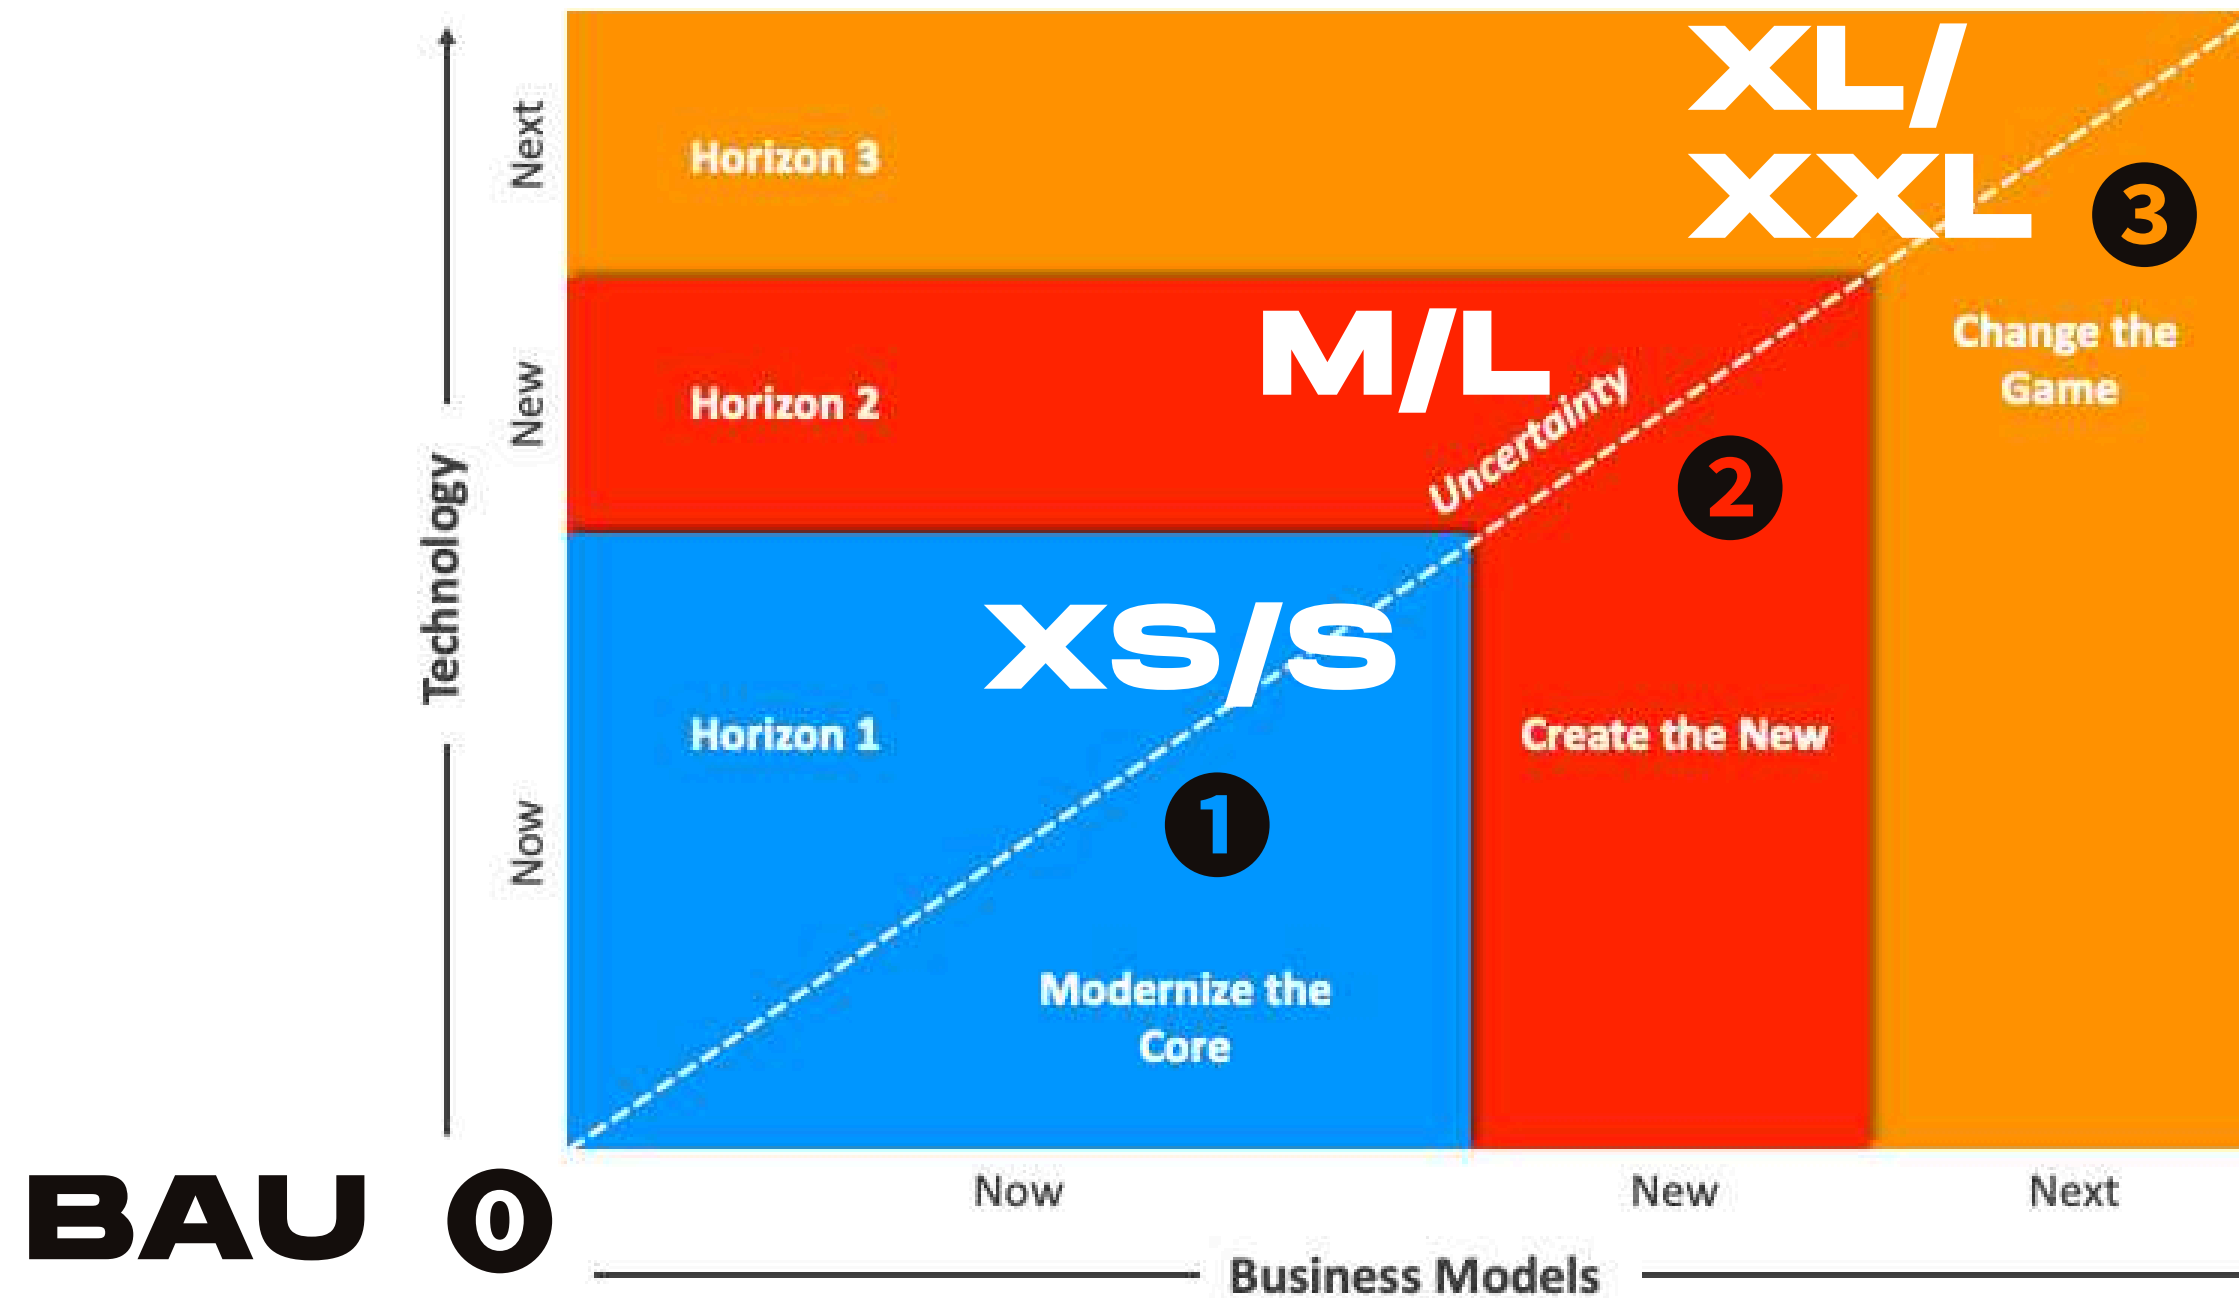 XL/
XXL
Next
Horizon 3
3
Change the
Game
M/L
New
Horizon 2
Uncertainty
2
Technology
XS/S
Horizon 1
Create the New
1
Now
Modernize the
Core
BAU 0
Now
New
Next
Business Models